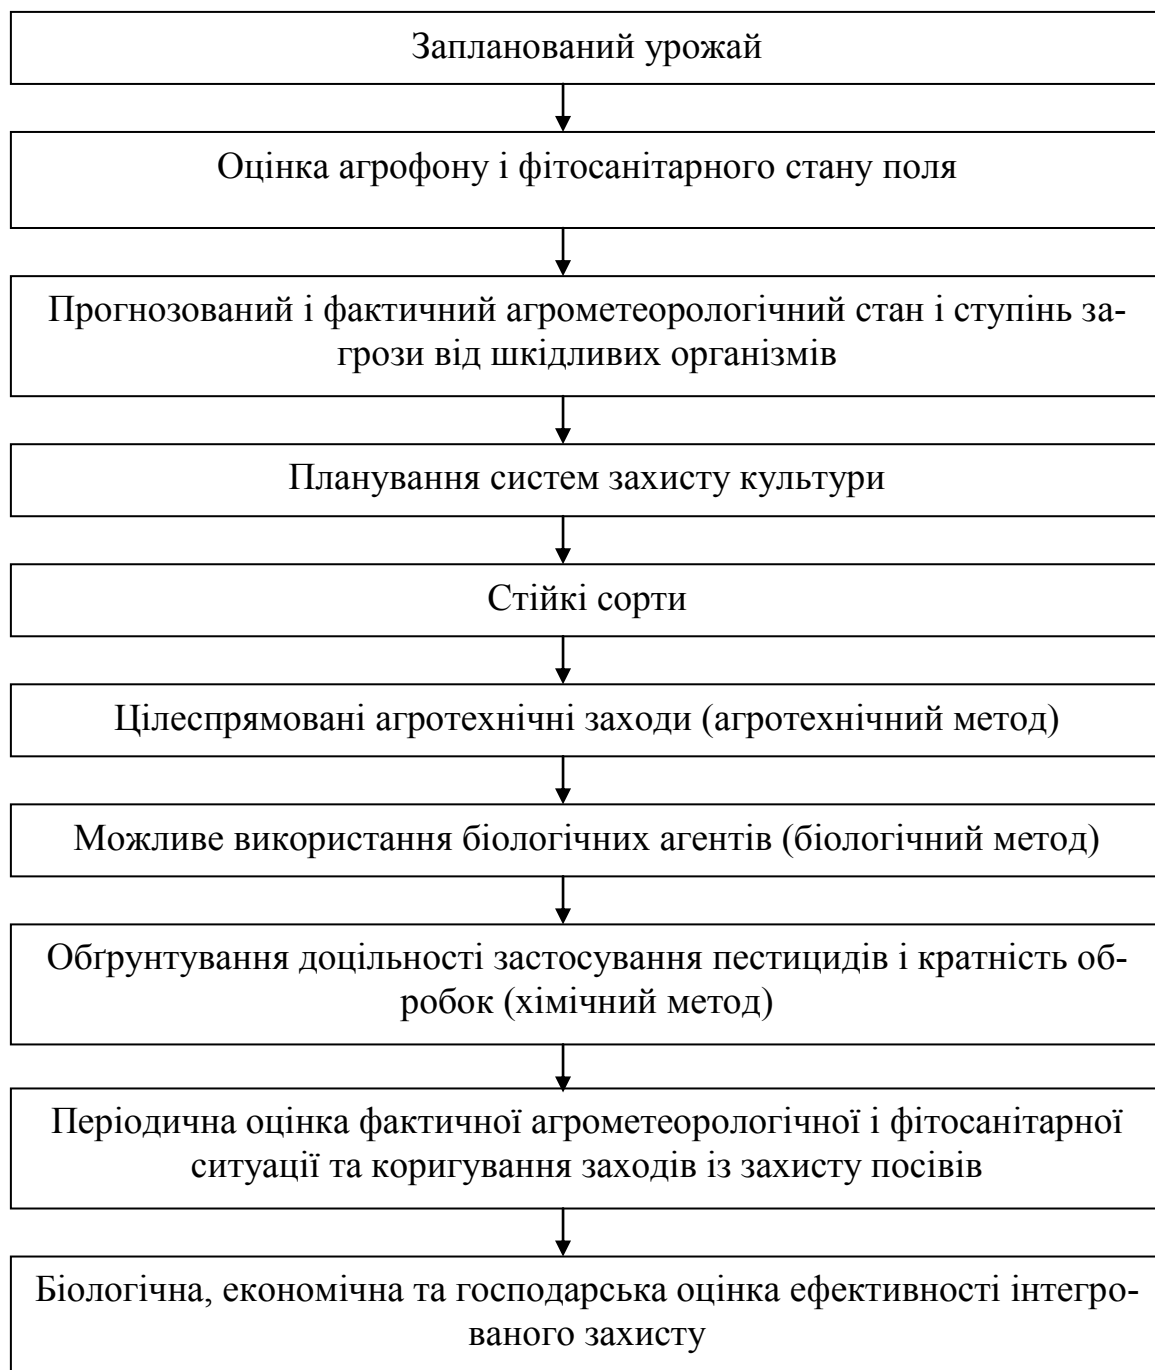 Запланований урожай
Оцінка агрофону і фітосанітарного стану поля
Прогнозований і фактичний агрометеорологічний стан і ступінь за-
грози від шкідливих організмів
Планування систем захисту культури
Стійкі сорти
Цілеспрямовані агротехнічні заходи (агротехнічний метод)
Можливе використання біологічних агентів (біологічний метод)
Обґрунтування доцільності застосування пестицидів і кратність об-
робок (хімічний метод)
Періодична оцінка фактичної агрометеорологічної і фітосанітарної
ситуації та коригування заходів із захисту посівів
Біологічна, економічна та господарська оцінка ефективності інтегро-
ваного захисту